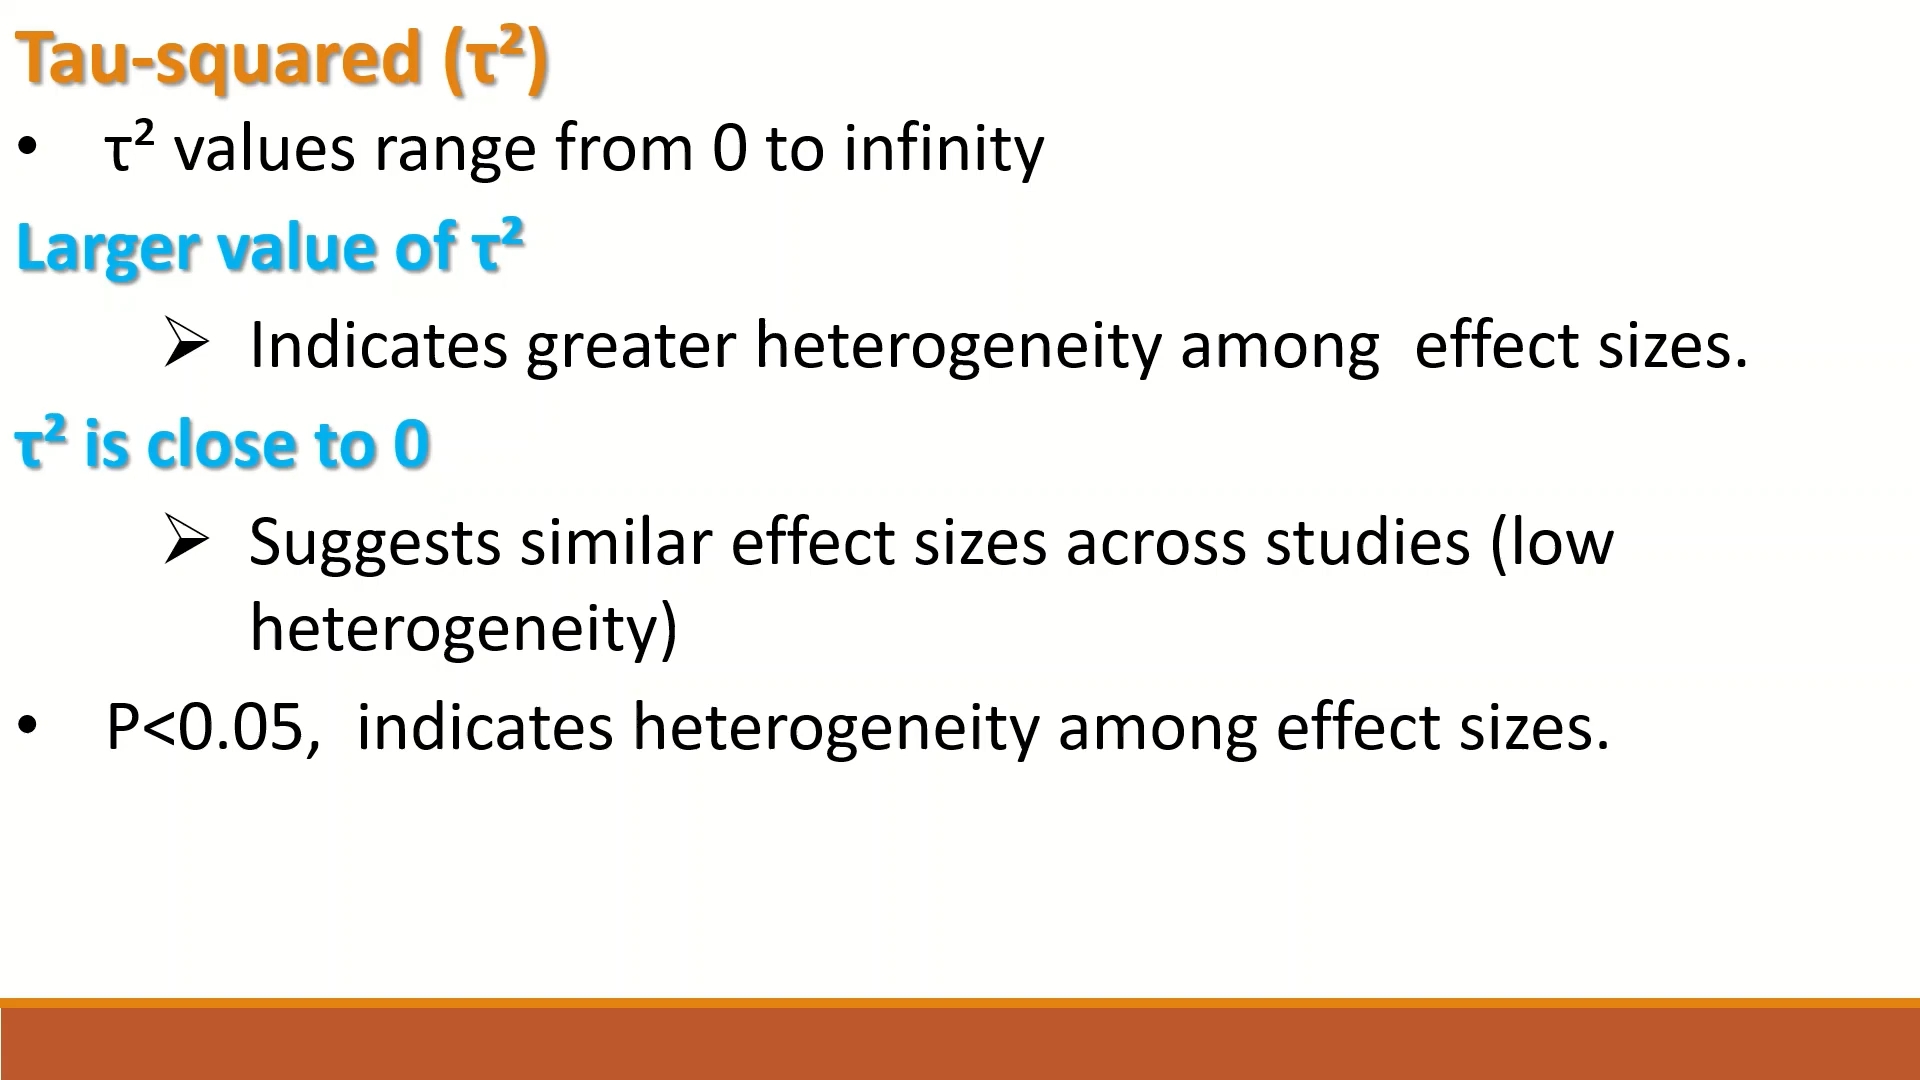 Tau-squared (τ²)
• τ² values range from 0 to infinity
Larger value of τ²
➢ Indicates greater heterogeneity among  effect sizes.
τ² is close to 0
➢ Suggests similar effect sizes across studies (low
heterogeneity)
• P<0.05,  indicates heterogeneity among effect sizes.